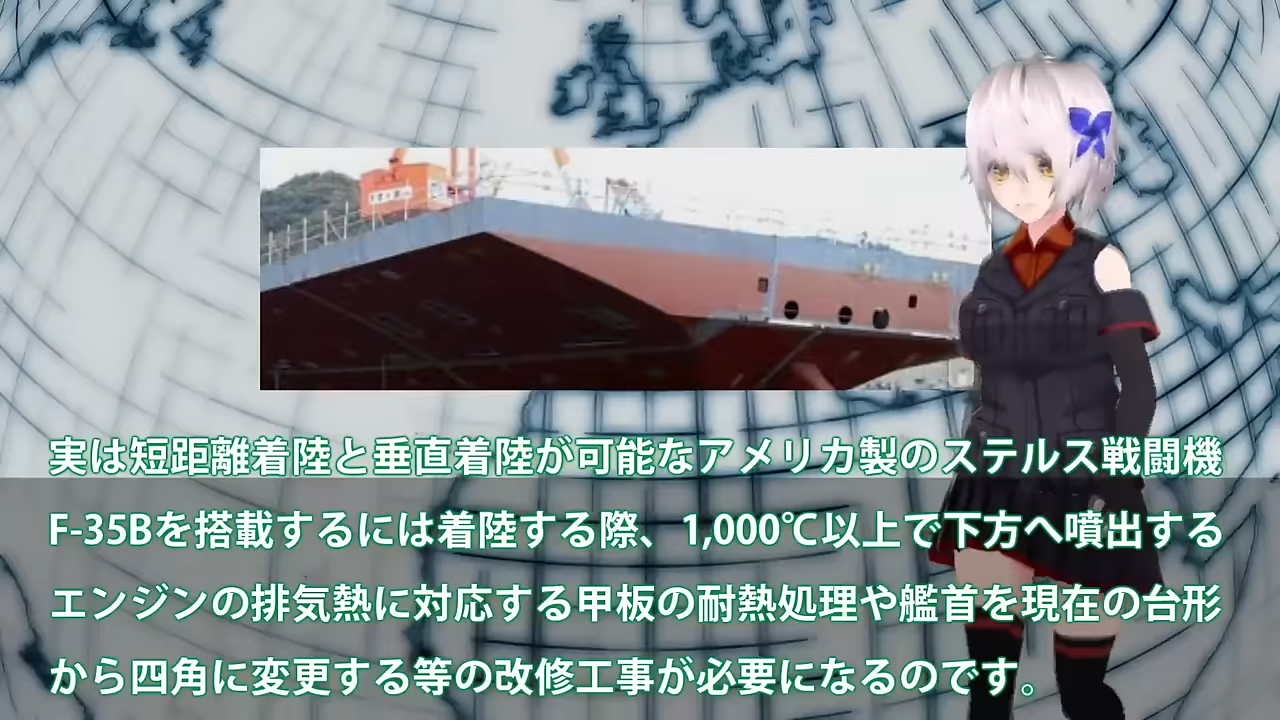 実は短距離着陸と垂直着陸が可能なアメリカ製のステルス戦闘機
F-35Bを搭載するには着陸する際、1,000℃以上で下方へ噴出する
エンジンの排気熱に対応する甲板の耐熱処理や艦首を現在の台形
から四角に変更する等の改修工事が必要になるのです。